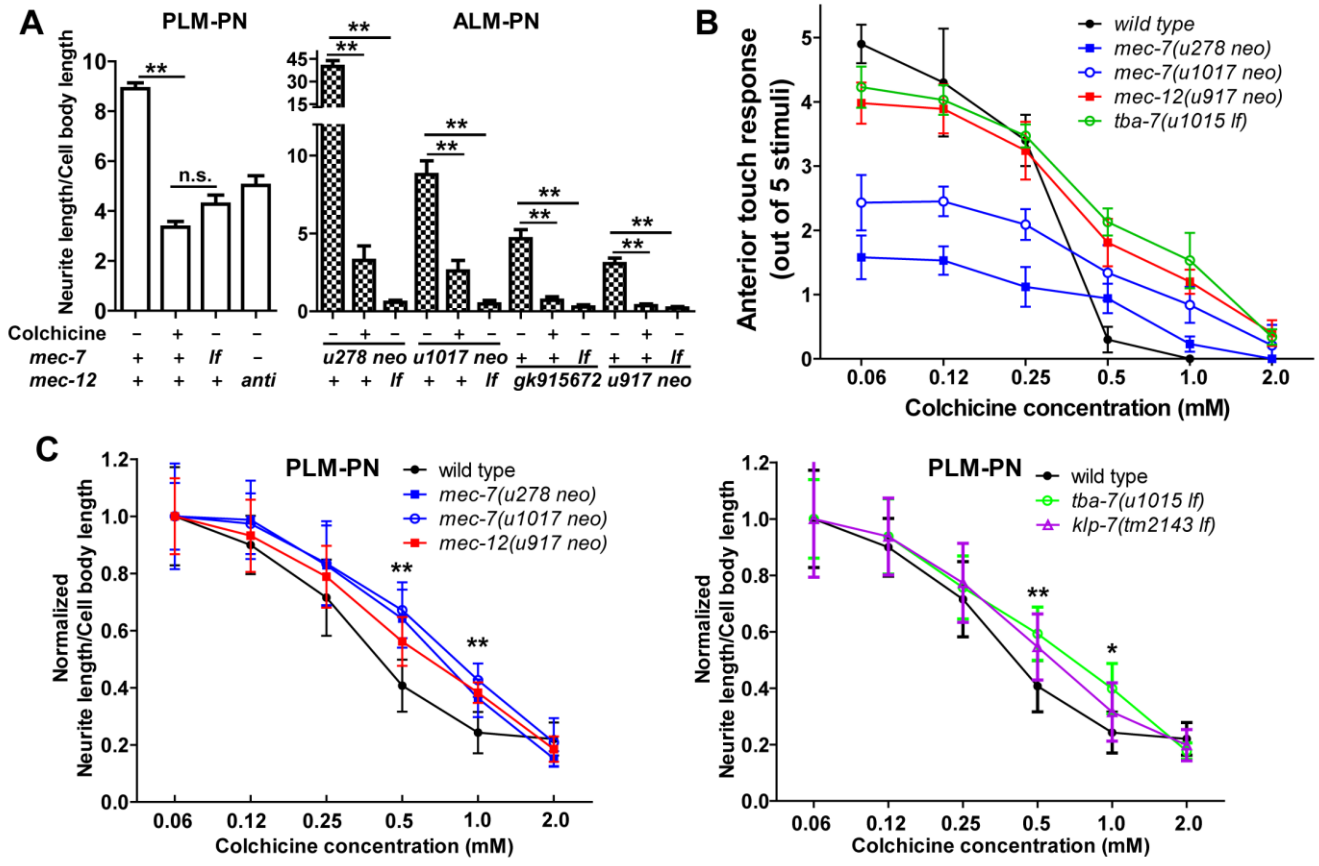 A
PLM-PN
ALM-PN
Neurite length/Cell body length
10
8
6
4
2
0
**
n.s.
45
30
15
10
5
0
**
**
**
**
**
**
**
**
Colchicine
− + − −
− + − − + − − + − − + −
mec-7
+ + lf −
u278 neo u1017 neo + + lf + + lf
mec-12
+ + + anti
+ + lf + + lf gk915672 u917 neo
B
Anterior touch response
(out of 5 stimuli)
5
4
3
2
1
0
wild type
mec-7(u278 neo)
mec-7(u1017 neo)
mec-12(u917 neo)
tba-7(u1015 lf)
0.06 0.12 0.25 0.5 1.0 2.0
Colchicine concentration (mM)
C
PLM-PN
Normalized
Neurite length/Cell body length
1.2
1.0
0.8
0.6
0.4
0.2
0.0
wild type
mec-7(u278 neo)
mec-7(u1017 neo)
mec-12(u917 neo)
**
**
0.06 0.12 0.25 0.5 1.0 2.0
Colchicine concentration (mM)
PLM-PN
Normalized
Neurite length/Cell body length
1.2
1.0
0.8
0.6
0.4
0.2
0.0
wild type
tba-7(u1015 lf)
klp-7(tm2143 lf)
**
*
0.06 0.12 0.25 0.5 1.0 2.0
Colchicine concentration (mM)